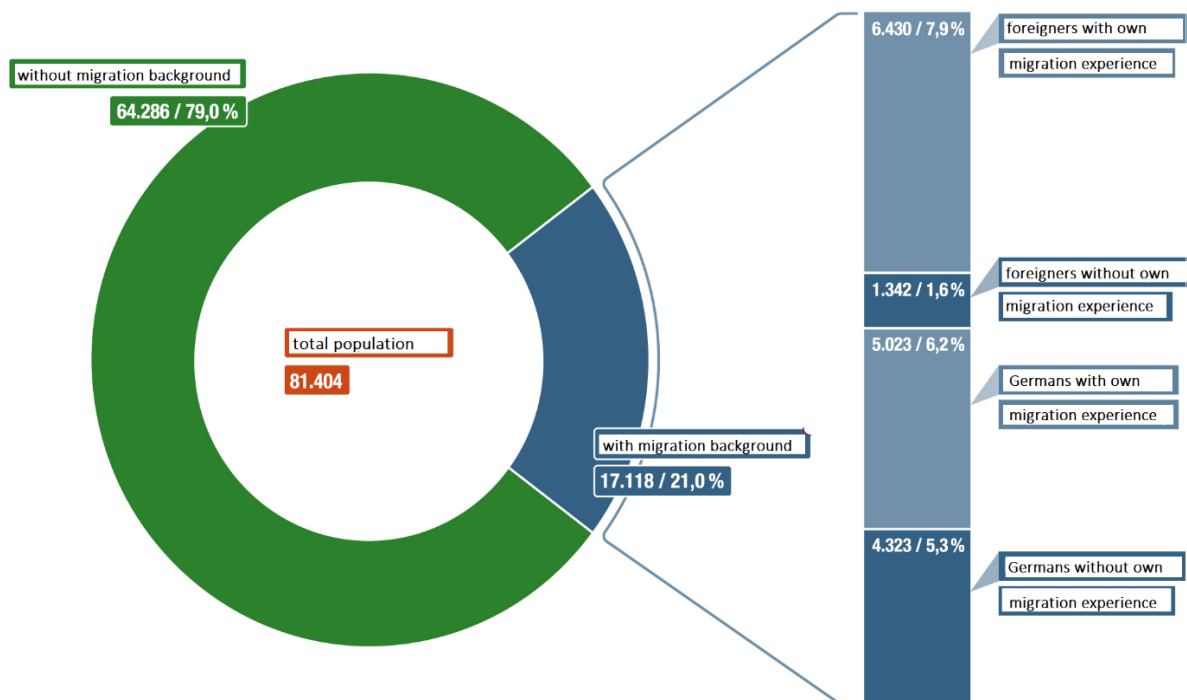 without migration background
64.286 / 79,0 %
total population
81.404
with migration background
17.118 / 21,0 %
6.430 / 7,9 %
foreigners with own
migration experience
1.342 / 1,6 %
foreigners without own
migration experience
5.023 / 6,2 %
Germans with own
migration experience
4.323 / 5,3 %
Germans without own
migration experience